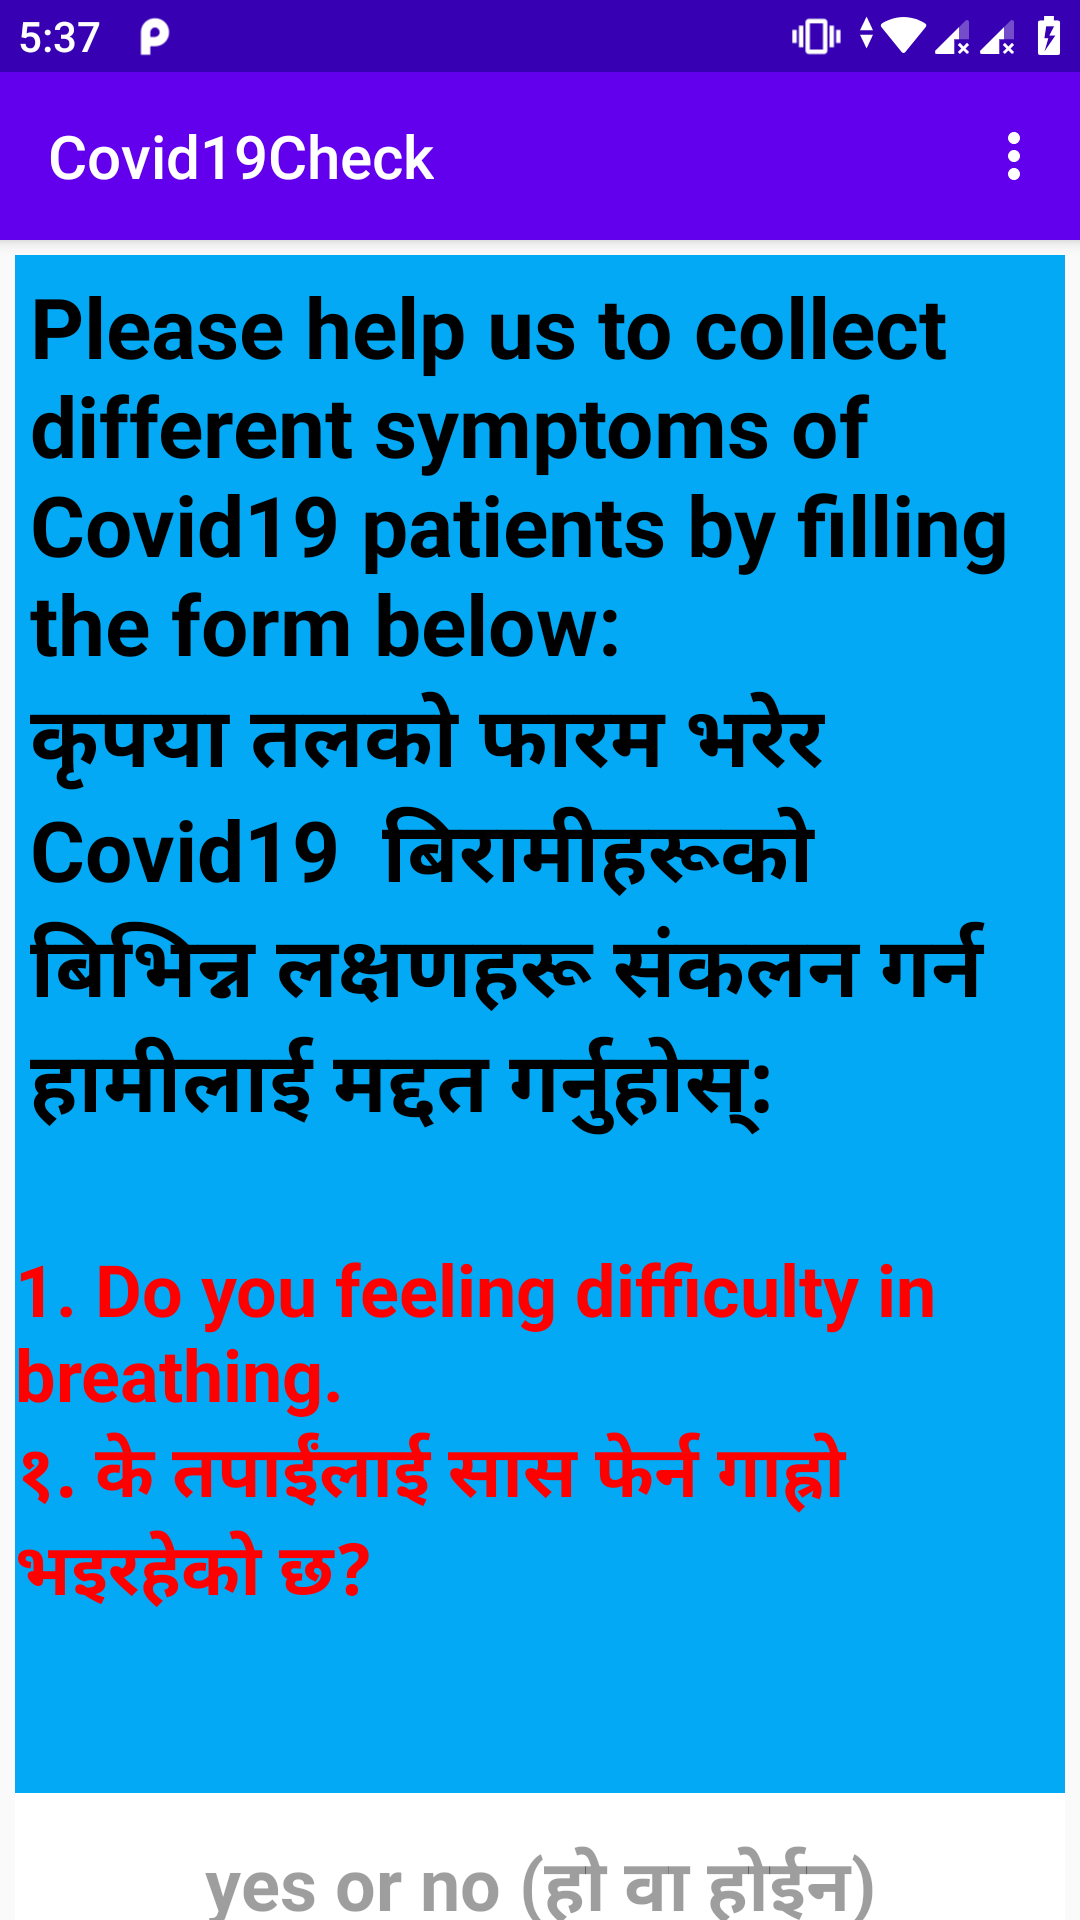 5:37
Covid19Check
Please help us to collect
different symptoms of
Covid19 patients by filling
the form below:
कृपया तलको फारम भरेर
Covid19 बिरामीहरूको
बिभिन्न लक्षणहरू संकलन गर्न
हामीलाई मद्दत गर्नुहोस्:
1. Do you feeling difficulty in
breathing.
१. के तपाईंलाई सास फेर्न गाह्रो
भइरहेको छ?
yes or no (हो वा होईन)